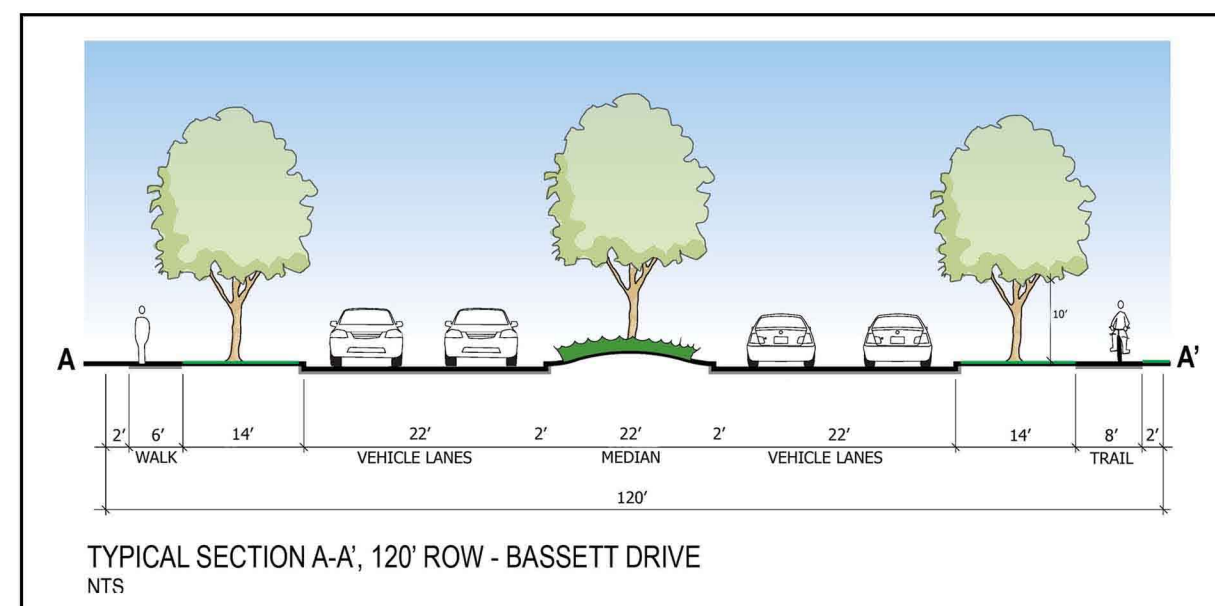 10’
A A’
2’ 6’ 14’ 22’ 2’ 22’ 2’ 22’ 14’ 8’ 2’
WALK VEHICLE LANES MEDIAN VEHICLE LANES TRAIL
120’
TYPICAL SECTION A-A’, 120’ ROW - BASSETT DRIVE
NTS